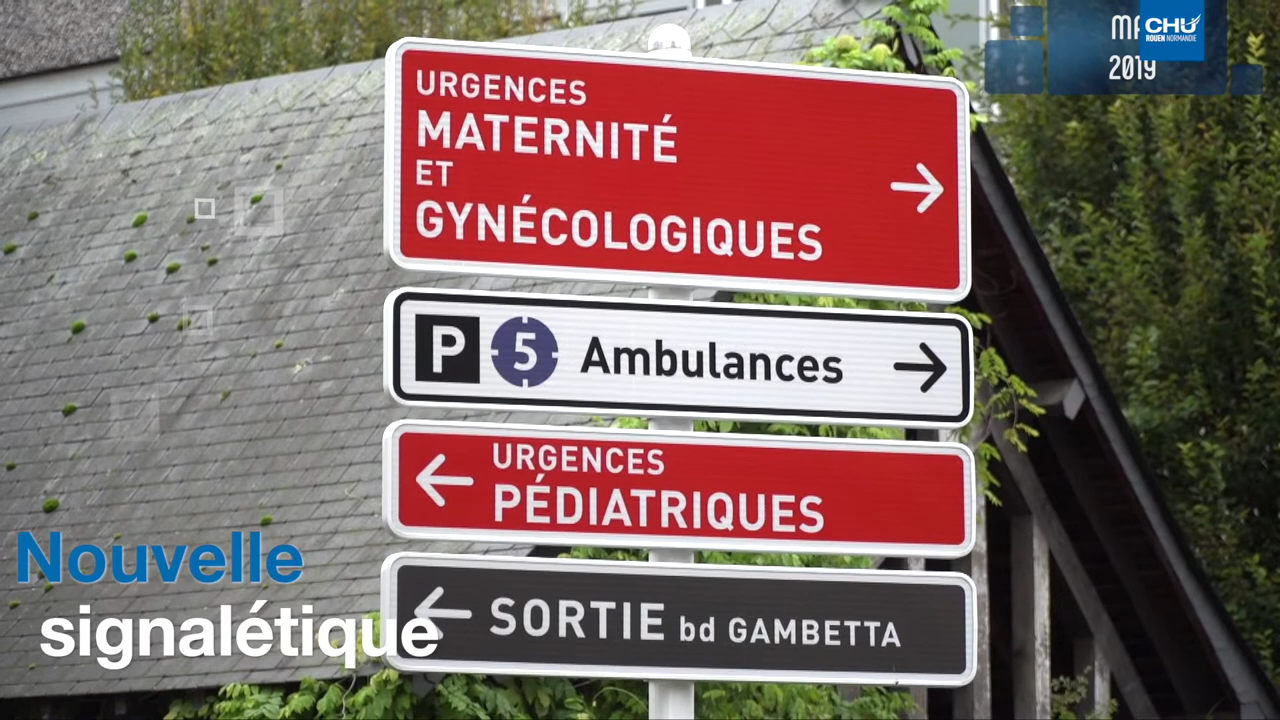 CHU
ROUEN NORMANDIE
2019
URGENCES
MATERNITÉ
ET
GYNÉCOLOGIQUES
→
P 5 Ambulances →
← URGENCES
PÉDIATRIQUES
← SORTIE bd GAMBETTA
Nouvelle
signalétique